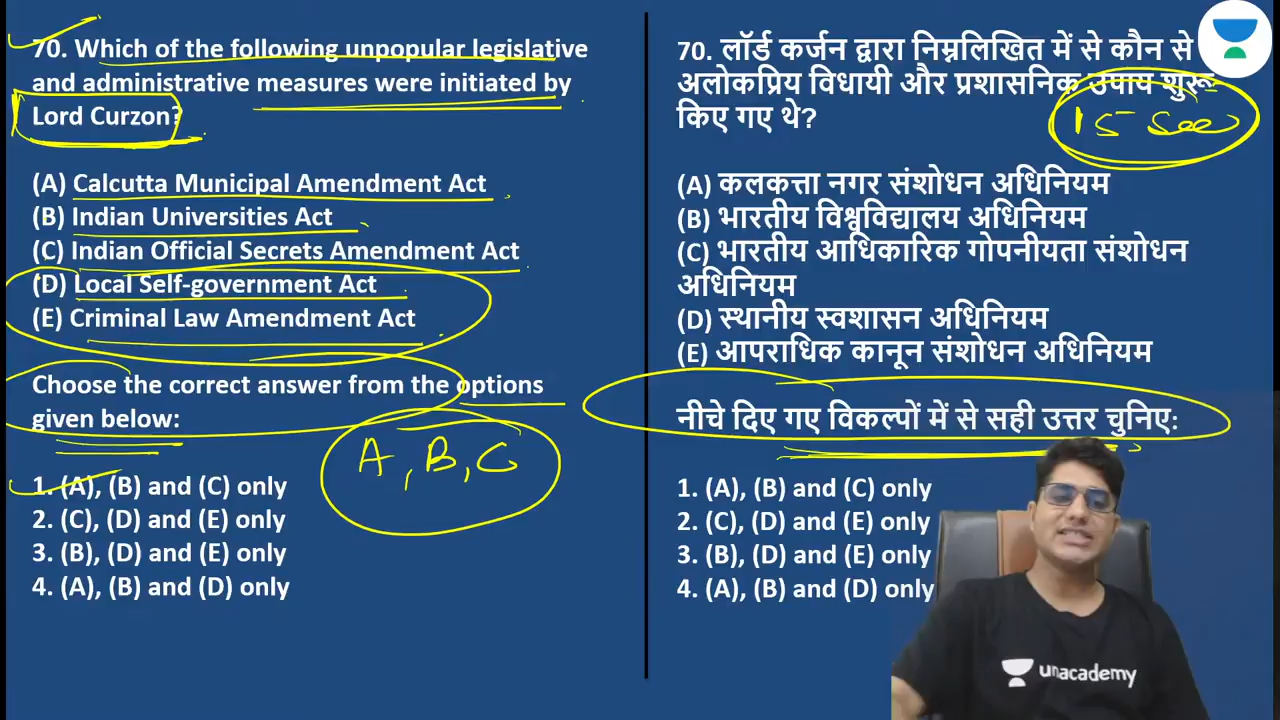 70. Which of the following unpopular legislative
and administrative measures were initiated by
Lord Curzon?
(A) Calcutta Municipal Amendment Act
(B) Indian Universities Act
(C) Indian Official Secrets Amendment Act
(D) Local Self-government Act
(E) Criminal Law Amendment Act
Choose the correct answer from the options
given below:
A, B, C
1. (A), (B) and (C) only
2. (C), (D) and (E) only
3. (B), (D) and (E) only
4. (A), (B) and (D) only
70. लॉर्ड कर्जन द्वारा निम्नलिखित में से कौन से
अलोकप्रिय विधायी और प्रशासनिक उपाय शुरू
किए गए थे?
15 Sec
(A) कलकत्ता नगर संशोधन अधिनियम
(B) भारतीय विश्वविद्यालय अधिनियम
(C) भारतीय आधिकारिक गोपनीयता संशोधन
अधिनियम
(D) स्थानीय स्वशासन अधिनियम
(E) आपराधिक कानून संशोधन अधिनियम
नीचे दिए गए विकल्पों में से सही उत्तर चुनिए:
1. (A), (B) and (C) only
2. (C), (D) and (E) only
3. (B), (D) and (E) only
4. (A), (B) and (D) only
unacademy